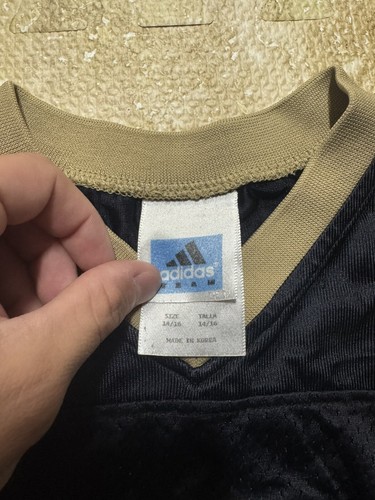 adidas
TEAM
SIZE TALLA
14/16 14/16
MADE IN KOREA